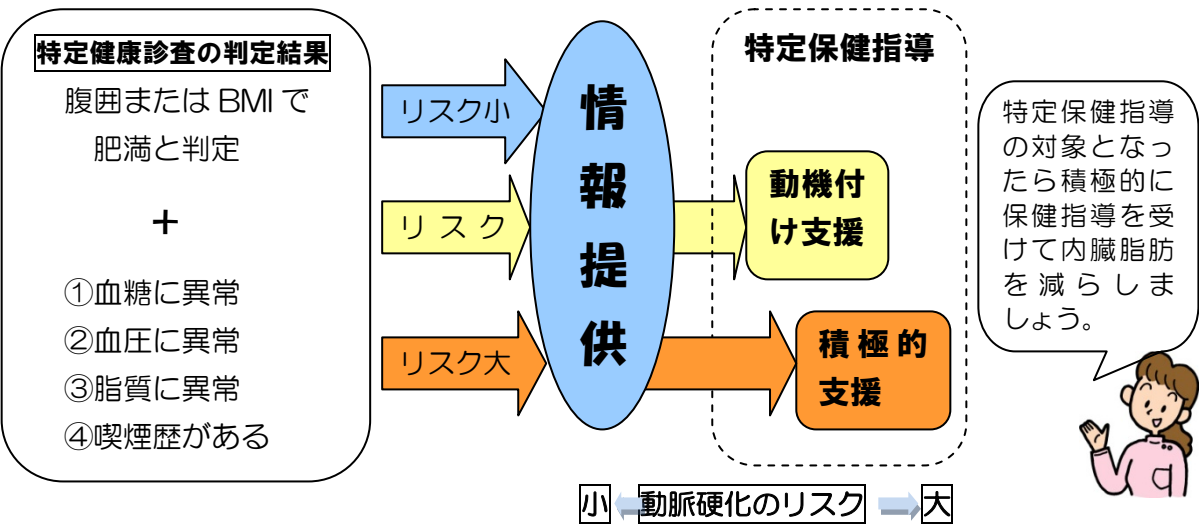 特定健康診査の判定結果
腹囲または BMI で
肥満と判定
+
①血糖に異常
②血圧に異常
③脂質に異常
④喫煙歴がある
リスク小
リスク
リスク大
情
報
提
供
特定保健指導
動機付
け支援
積極的
支援
特定保健指導
の対象となっ
たら積極的に
保健指導を受
けて内臓脂肪
を減らしま
しょう。
小 動脈硬化のリスク 大